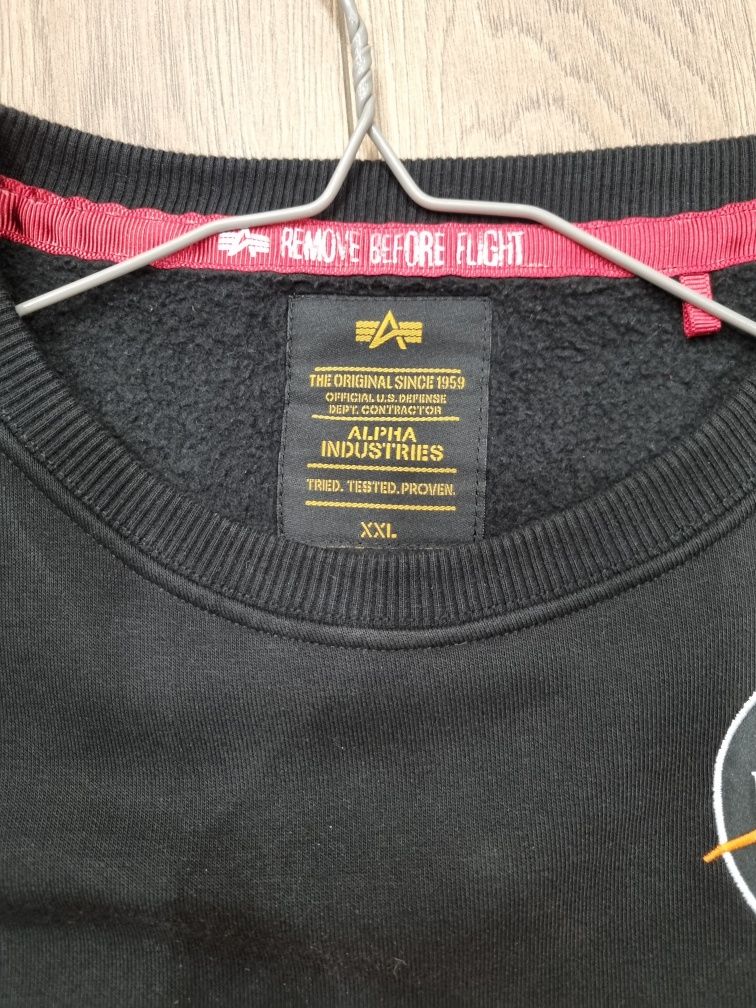 REMOVE BEFORE FLIGHT
THE ORIGINAL SINCE 1959
OFFICIAL U.S. DEFENSE
DEPT. CONTRACTOR
ALPHA
INDUSTRIES
TRIED. TESTED. PROVEN.
XXL